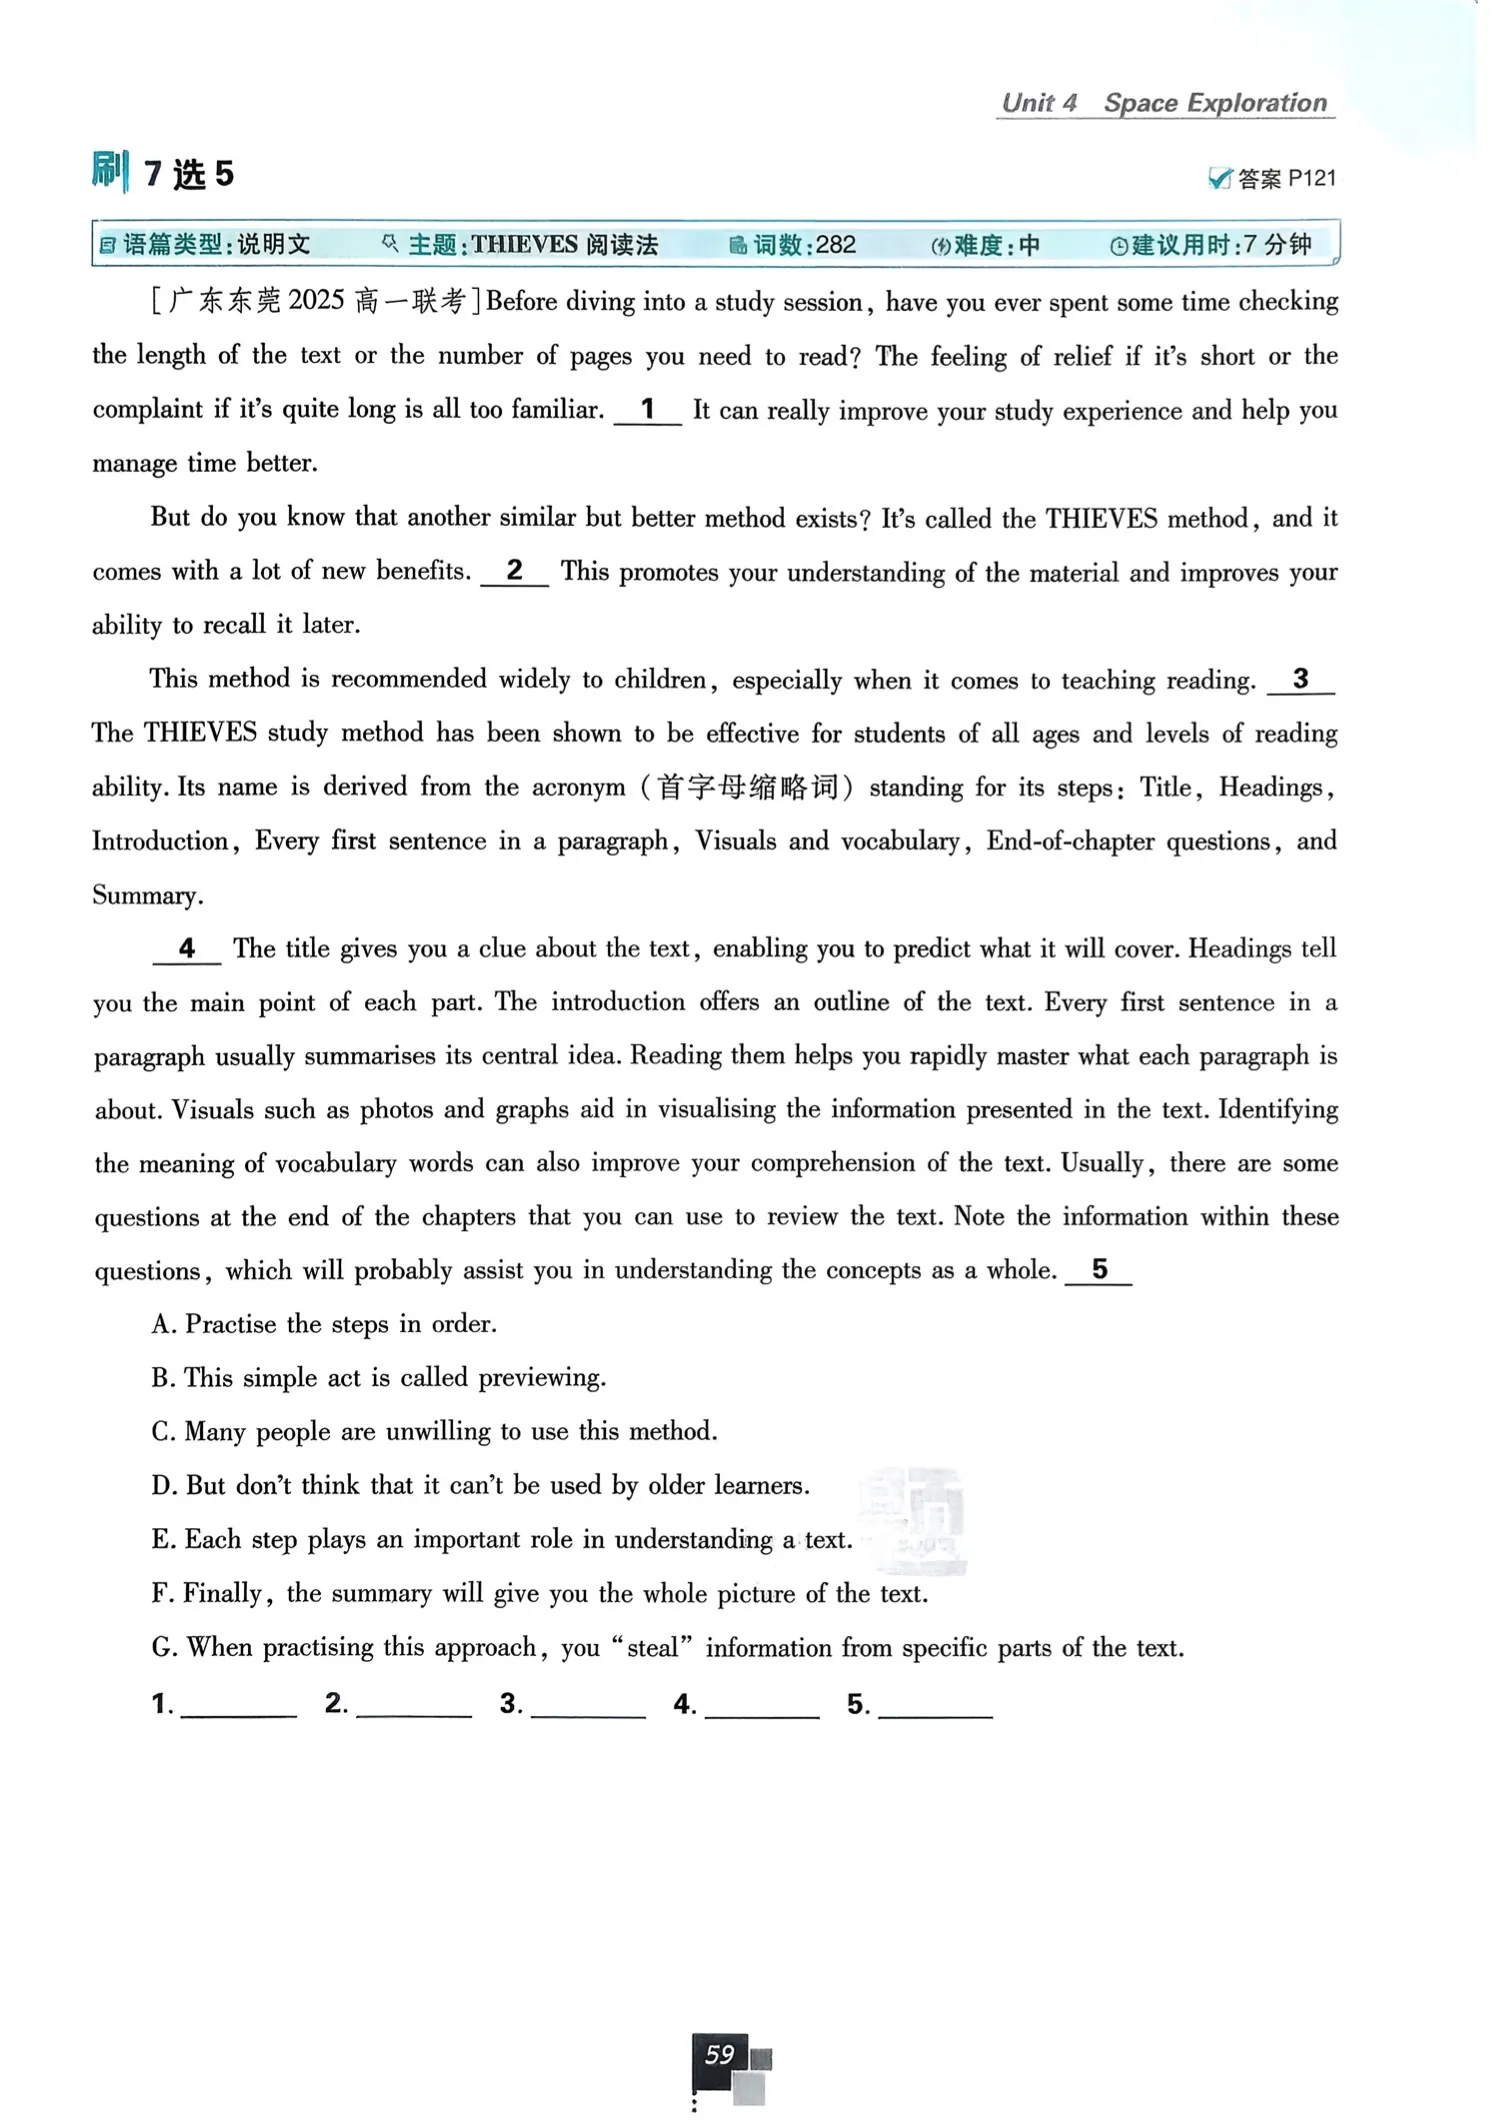 Unit 4 Space Exploration
刷 7 选 5
答案 P121
语篇类型:说明文 主题:THIEVES 阅读法 词数:282 难度:中 建议用时:7 分钟
[广东东莞 2025 高一联考]Before diving into a study session, have you ever spent some time checking
the length of the text or the number of pages you need to read? The feeling of relief if it's short or the
complaint if it's quite long is all too familiar. 1 It can really improve your study experience and help you
manage time better.
But do you know that another similar but better method exists? It's called the THIEVES method, and it
comes with a lot of new benefits. 2 This promotes your understanding of the material and improves your
ability to recall it later.
This method is recommended widely to children, especially when it comes to teaching reading. 3
The THIEVES study method has been shown to be effective for students of all ages and levels of reading
ability. Its name is derived from the acronym (首字母缩略词) standing for its steps: Title, Headings,
Introduction, Every first sentence in a paragraph, Visuals and vocabulary, End-of-chapter questions, and
Summary.
4 The title gives you a clue about the text, enabling you to predict what it will cover. Headings tell
you the main point of each part. The introduction offers an outline of the text. Every first sentence in a
paragraph usually summarises its central idea. Reading them helps you rapidly master what each paragraph is
about. Visuals such as photos and graphs aid in visualising the information presented in the text. Identifying
the meaning of vocabulary words can also improve your comprehension of the text. Usually, there are some
questions at the end of the chapters that you can use to review the text. Note the information within these
questions, which will probably assist you in understanding the concepts as a whole. 5
A. Practise the steps in order.
B. This simple act is called previewing.
C. Many people are unwilling to use this method.
D. But don't think that it can't be used by older learners.
E. Each step plays an important role in understanding a text.
F. Finally, the summary will give you the whole picture of the text.
G. When practising this approach, you "steal" information from specific parts of the text.
1. 2. 3. 4. 5.
59